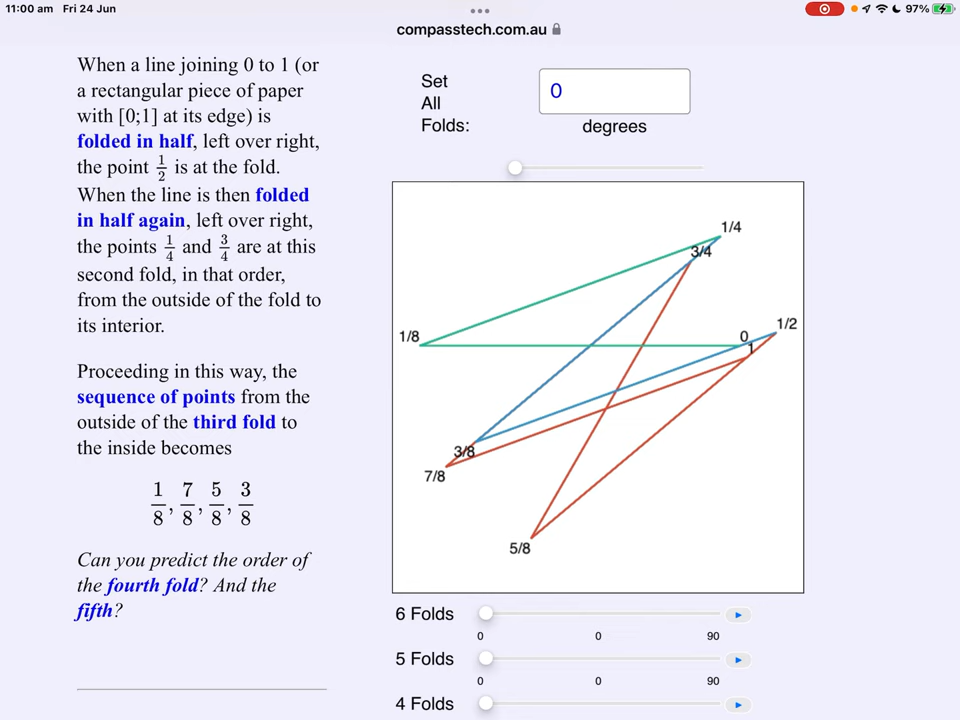 11:00 am Fri 24 Jun
97%
compasstech.com.au
When a line joining 0 to 1 (or
a rectangular piece of paper
with [0;1] at its edge) is
folded in half, left over right,
the point 1/2 is at the fold.
When the line is then folded
in half again, left over right,
the points 1/4 and 3/4 are at this
second fold, in that order,
from the outside of the fold to
its interior.
Proceeding in this way, the
sequence of points from the
outside of the third fold to
the inside becomes
1/8, 7/8, 5/8, 3/8
Can you predict the order of
the fourth fold? And the
fifth?
Set
All
Folds:
0
degrees
1/4
3/4
1/8
0
1/2
1
3/8
7/8
5/8
6 Folds
0 0 90
5 Folds
0 0 90
4 Folds